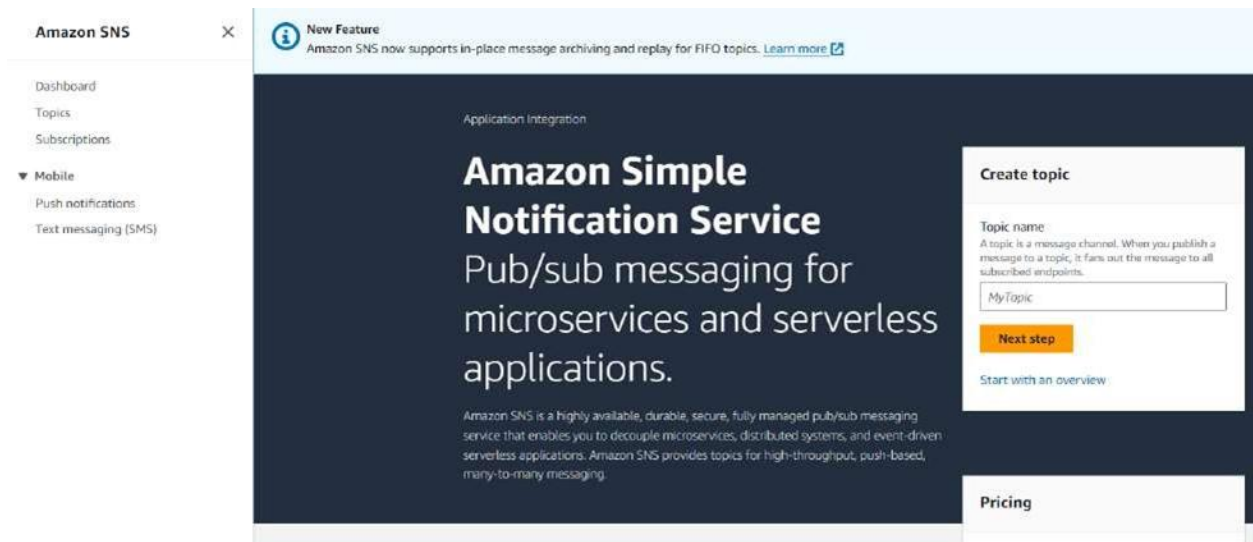 Amazon SNS
Dashboard
Topics
Subscriptions
Mobile
Push notifications
Text messaging (SMS)
New Feature
Amazon SNS now supports in-place message archiving and replay for FIFO topics. Learn more
Application Integration
Amazon Simple
Notification Service
Pub/sub messaging for
microservices and serverless
applications.
Amazon SNS is a highly available, durable, secure, fully managed pub/sub messaging
service that enables you to decouple microservices, distributed systems, and event-driven
serverless applications. Amazon SNS provides topics for high-throughput, push-based,
many-to-many messaging.
Create topic
Topic name
A topic is a message channel. When you publish a
message to a topic, it fans out the message to all
subscribed endpoints.
MyTopic
Next step
Start with an overview
Pricing